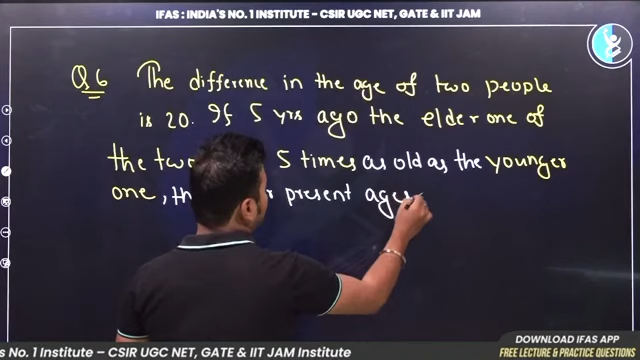 IFAS : INDIA'S NO. 1 INSTITUTE – CSIR UGC NET, GATE & IIT JAM
Q6 The difference in the age of two people
is 20. If 5 yrs ago the elder one of
the two 5 times as old as the younger
one, present ages
DOWNLOAD IFAS APP
No. 1 Institute – CSIR UGC NET, GATE & IIT JAM Institute
FREE LECTURE & PRACTICE QUESTIONS